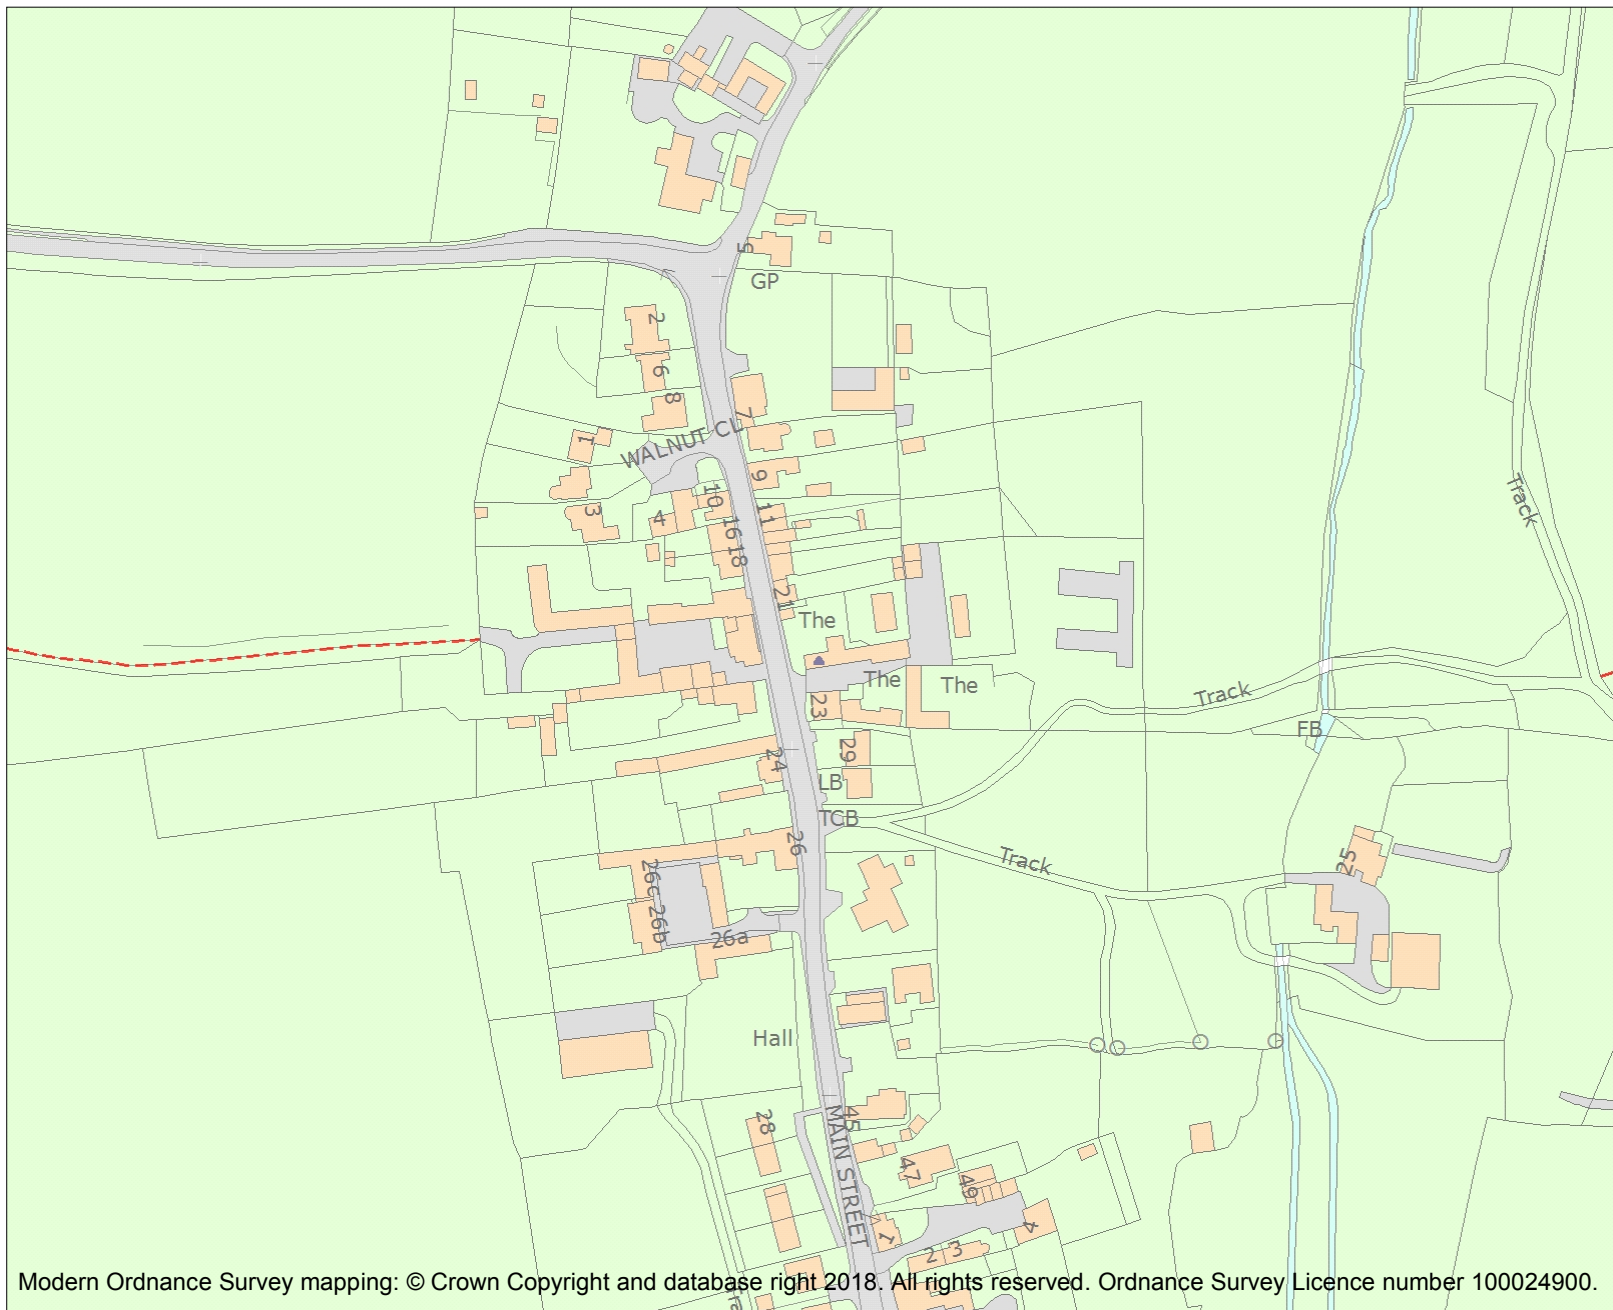 5
GP
2
6
8
7
WALNUT CL
1
9
10
3
4
11
16
18
21
The
Track
The
The
23
Track
FB
24
29
LB
TCB
26
Track
25
26c
26b
26a
Hall
28
45
MAIN STREET
47
49
1
4
2
3
Tra
Modern Ordnance Survey mapping: © Crown Copyright and database right 2018. All rights reserved. Ordnance Survey Licence number 100024900.